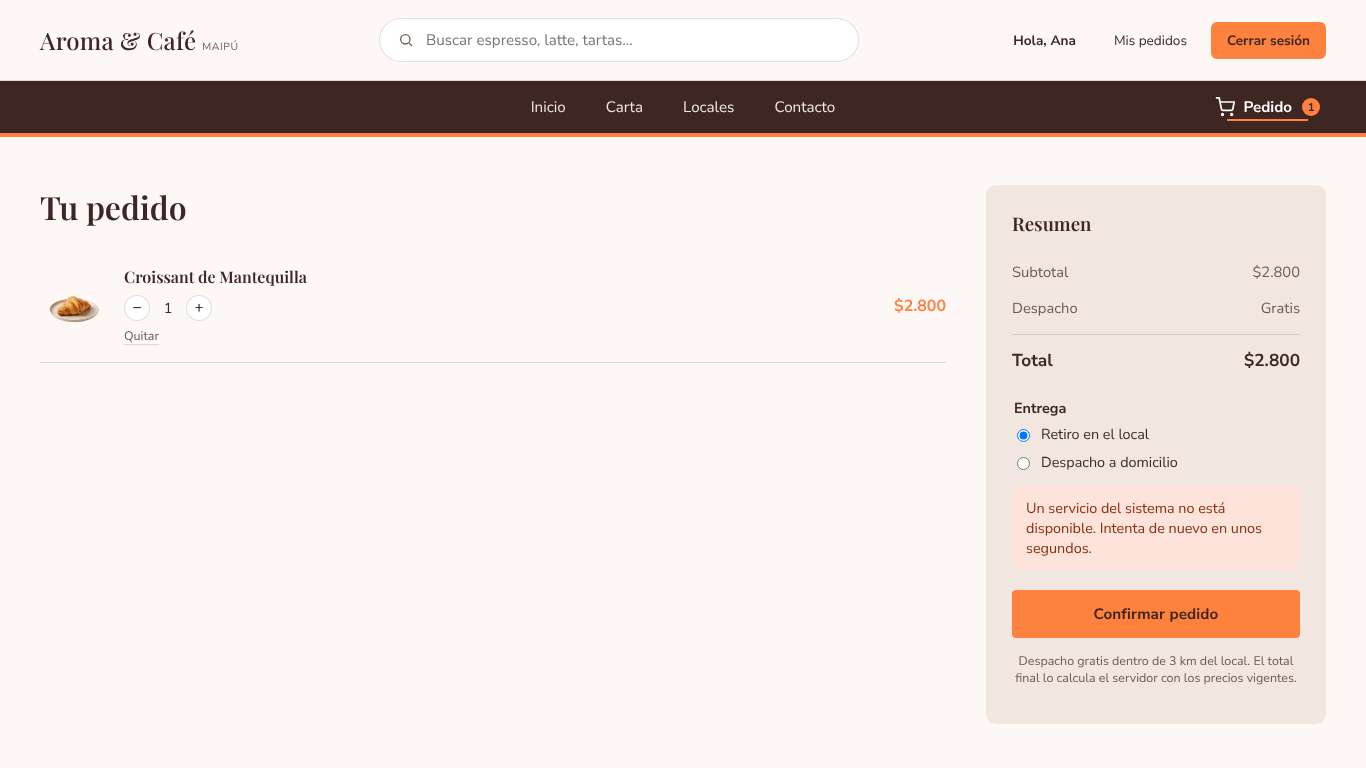 Aroma & Café MAIPÚ
Buscar espresso, latte, tartas...
Hola, Ana
Mis pedidos
Cerrar sesión
Inicio
Carta
Locales
Contacto
Pedido 1
Tu pedido
Croissant de Mantequilla
− 1 +
Quitar
$2.800
Resumen
Subtotal $2.800
Despacho Gratis
Total $2.800
Entrega
Retiro en el local
Despacho a domicilio
Un servicio del sistema no está
disponible. Intenta de nuevo en unos
segundos.
Confirmar pedido
Despacho gratis dentro de 3 km del local. El total
final lo calcula el servidor con los precios vigentes.